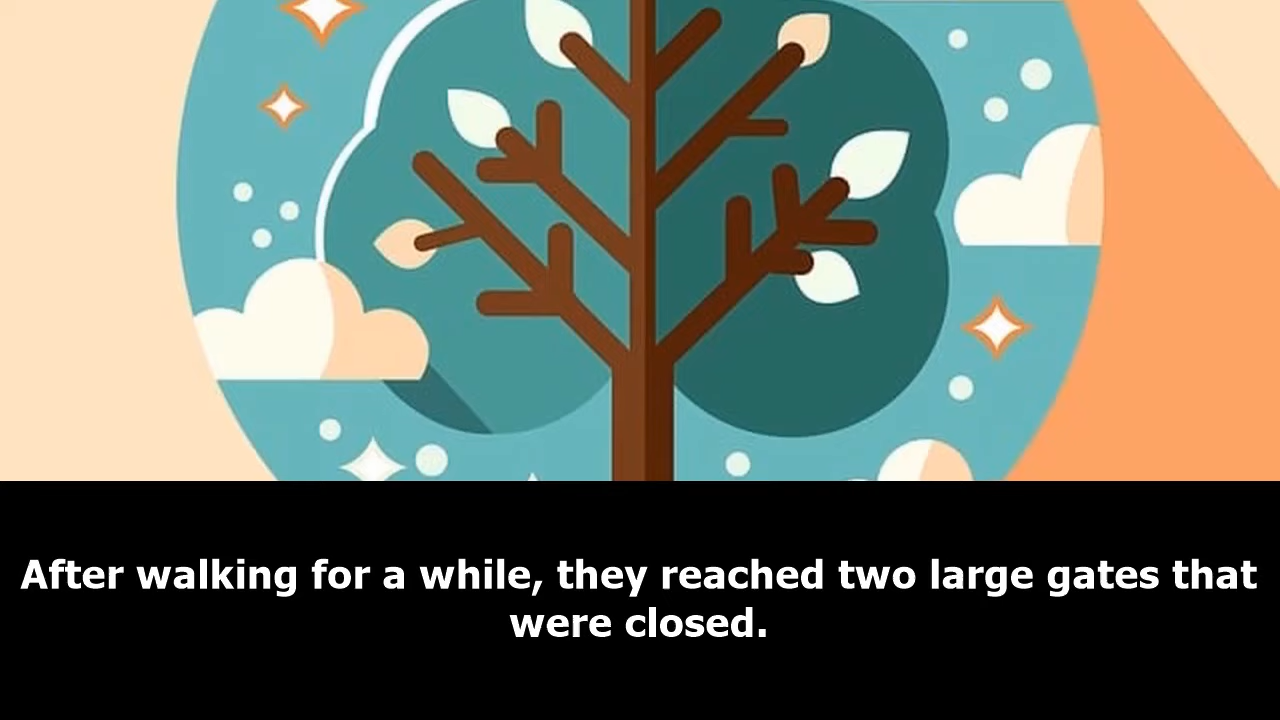 After walking for a while, they reached two large gates that
were closed.